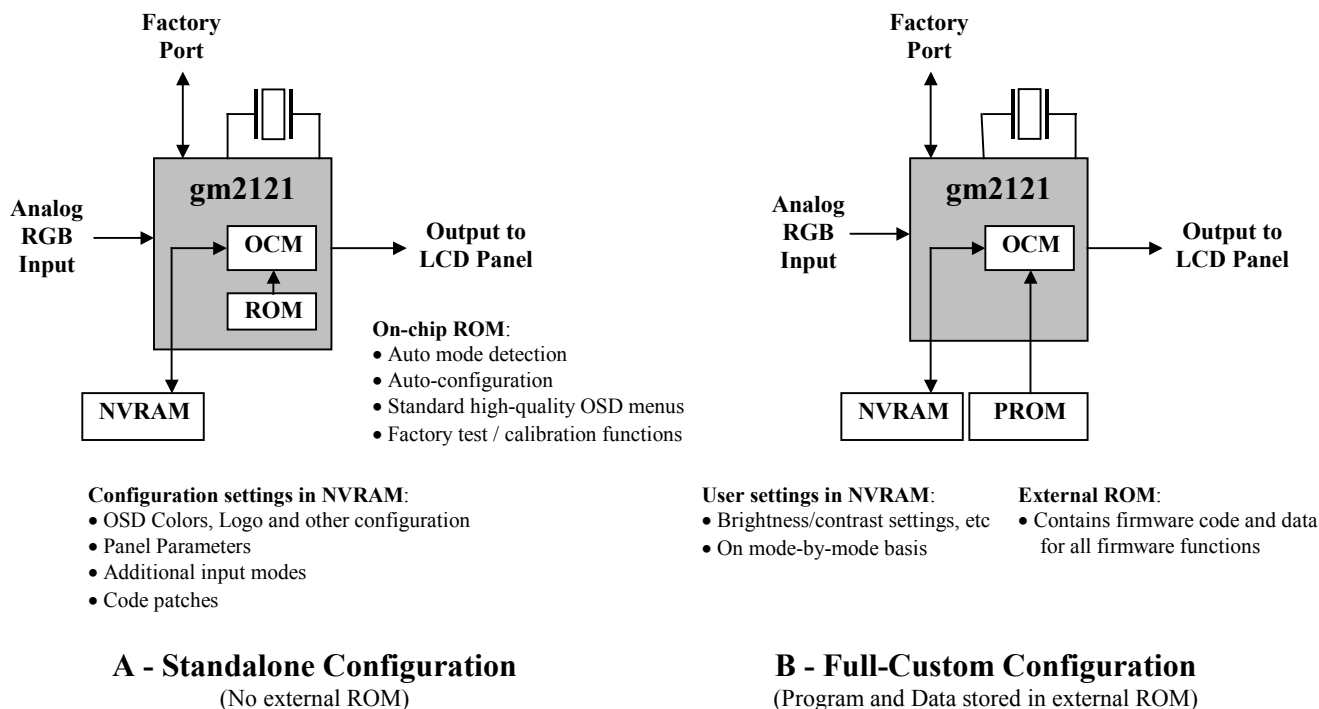 Factory
Port
gm2121
Analog
RGB
Input
OCM
ROM
Output to
LCD Panel
NVRAM
On-chip ROM:
• Auto mode detection
• Auto-configuration
• Standard high-quality OSD menus
• Factory test / calibration functions
Configuration settings in NVRAM:
• OSD Colors, Logo and other configuration
• Panel Parameters
• Additional input modes
• Code patches
A - Standalone Configuration
(No external ROM)
Factory
Port
gm2121
Analog
RGB
Input
OCM
Output to
LCD Panel
NVRAM
PROM
User settings in NVRAM:
• Brightness/contrast settings, etc
• On mode-by-mode basis
External ROM:
• Contains firmware code and data
for all firmware functions
B - Full-Custom Configuration
(Program and Data stored in external ROM)